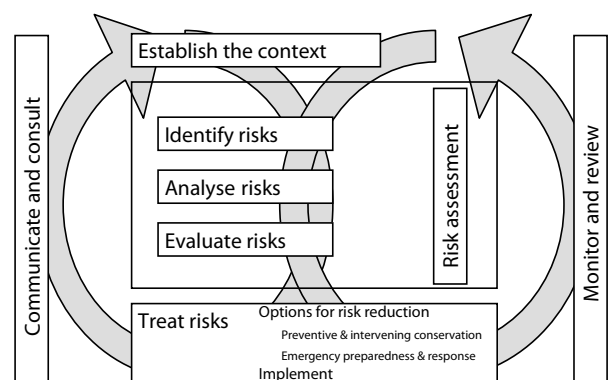 Establish the context
Communicate and consult
Identify risks
Analyse risks
Evaluate risks
Risk assessment
Monitor and review
Treat risks
Options for risk reduction
Preventive & intervening conservation
Emergency preparedness & response
Implement